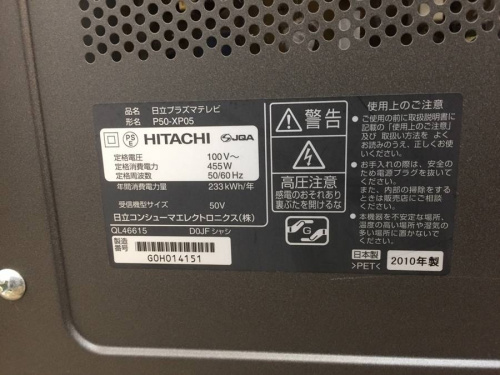 品名 日立プラズマテレビ
形名 P50-XP05
PS E HITACHI JQA
定格電圧 100V～
定格消費電力 455W
定格周波数 50/60Hz
年間消費電力量 233kWh/年
受信機型サイズ 50V
日立コンシューマエレクトロニクス(株)
QL46615 D0JFシャシ
製造番号 G0H014151
警告
高圧注意
感電のおそれあり
裏ぶたを開けるな
使用上のご注意
●ご使用の前に取扱説明書に
記載の「使用上のご注意」
及び 取扱い方法を よく
お読みのうえ、正しくお使
いください。
●お手入れの際は、安全の
ため電源プラグを抜いて
ください。
また、内部の掃除をする
ときは販売店にご相談
ください。
●本機器を不安定な場所、
温度の高い場所や湿気の
多い場所に置かないで
ください。
日本製 2010年製
>PET<